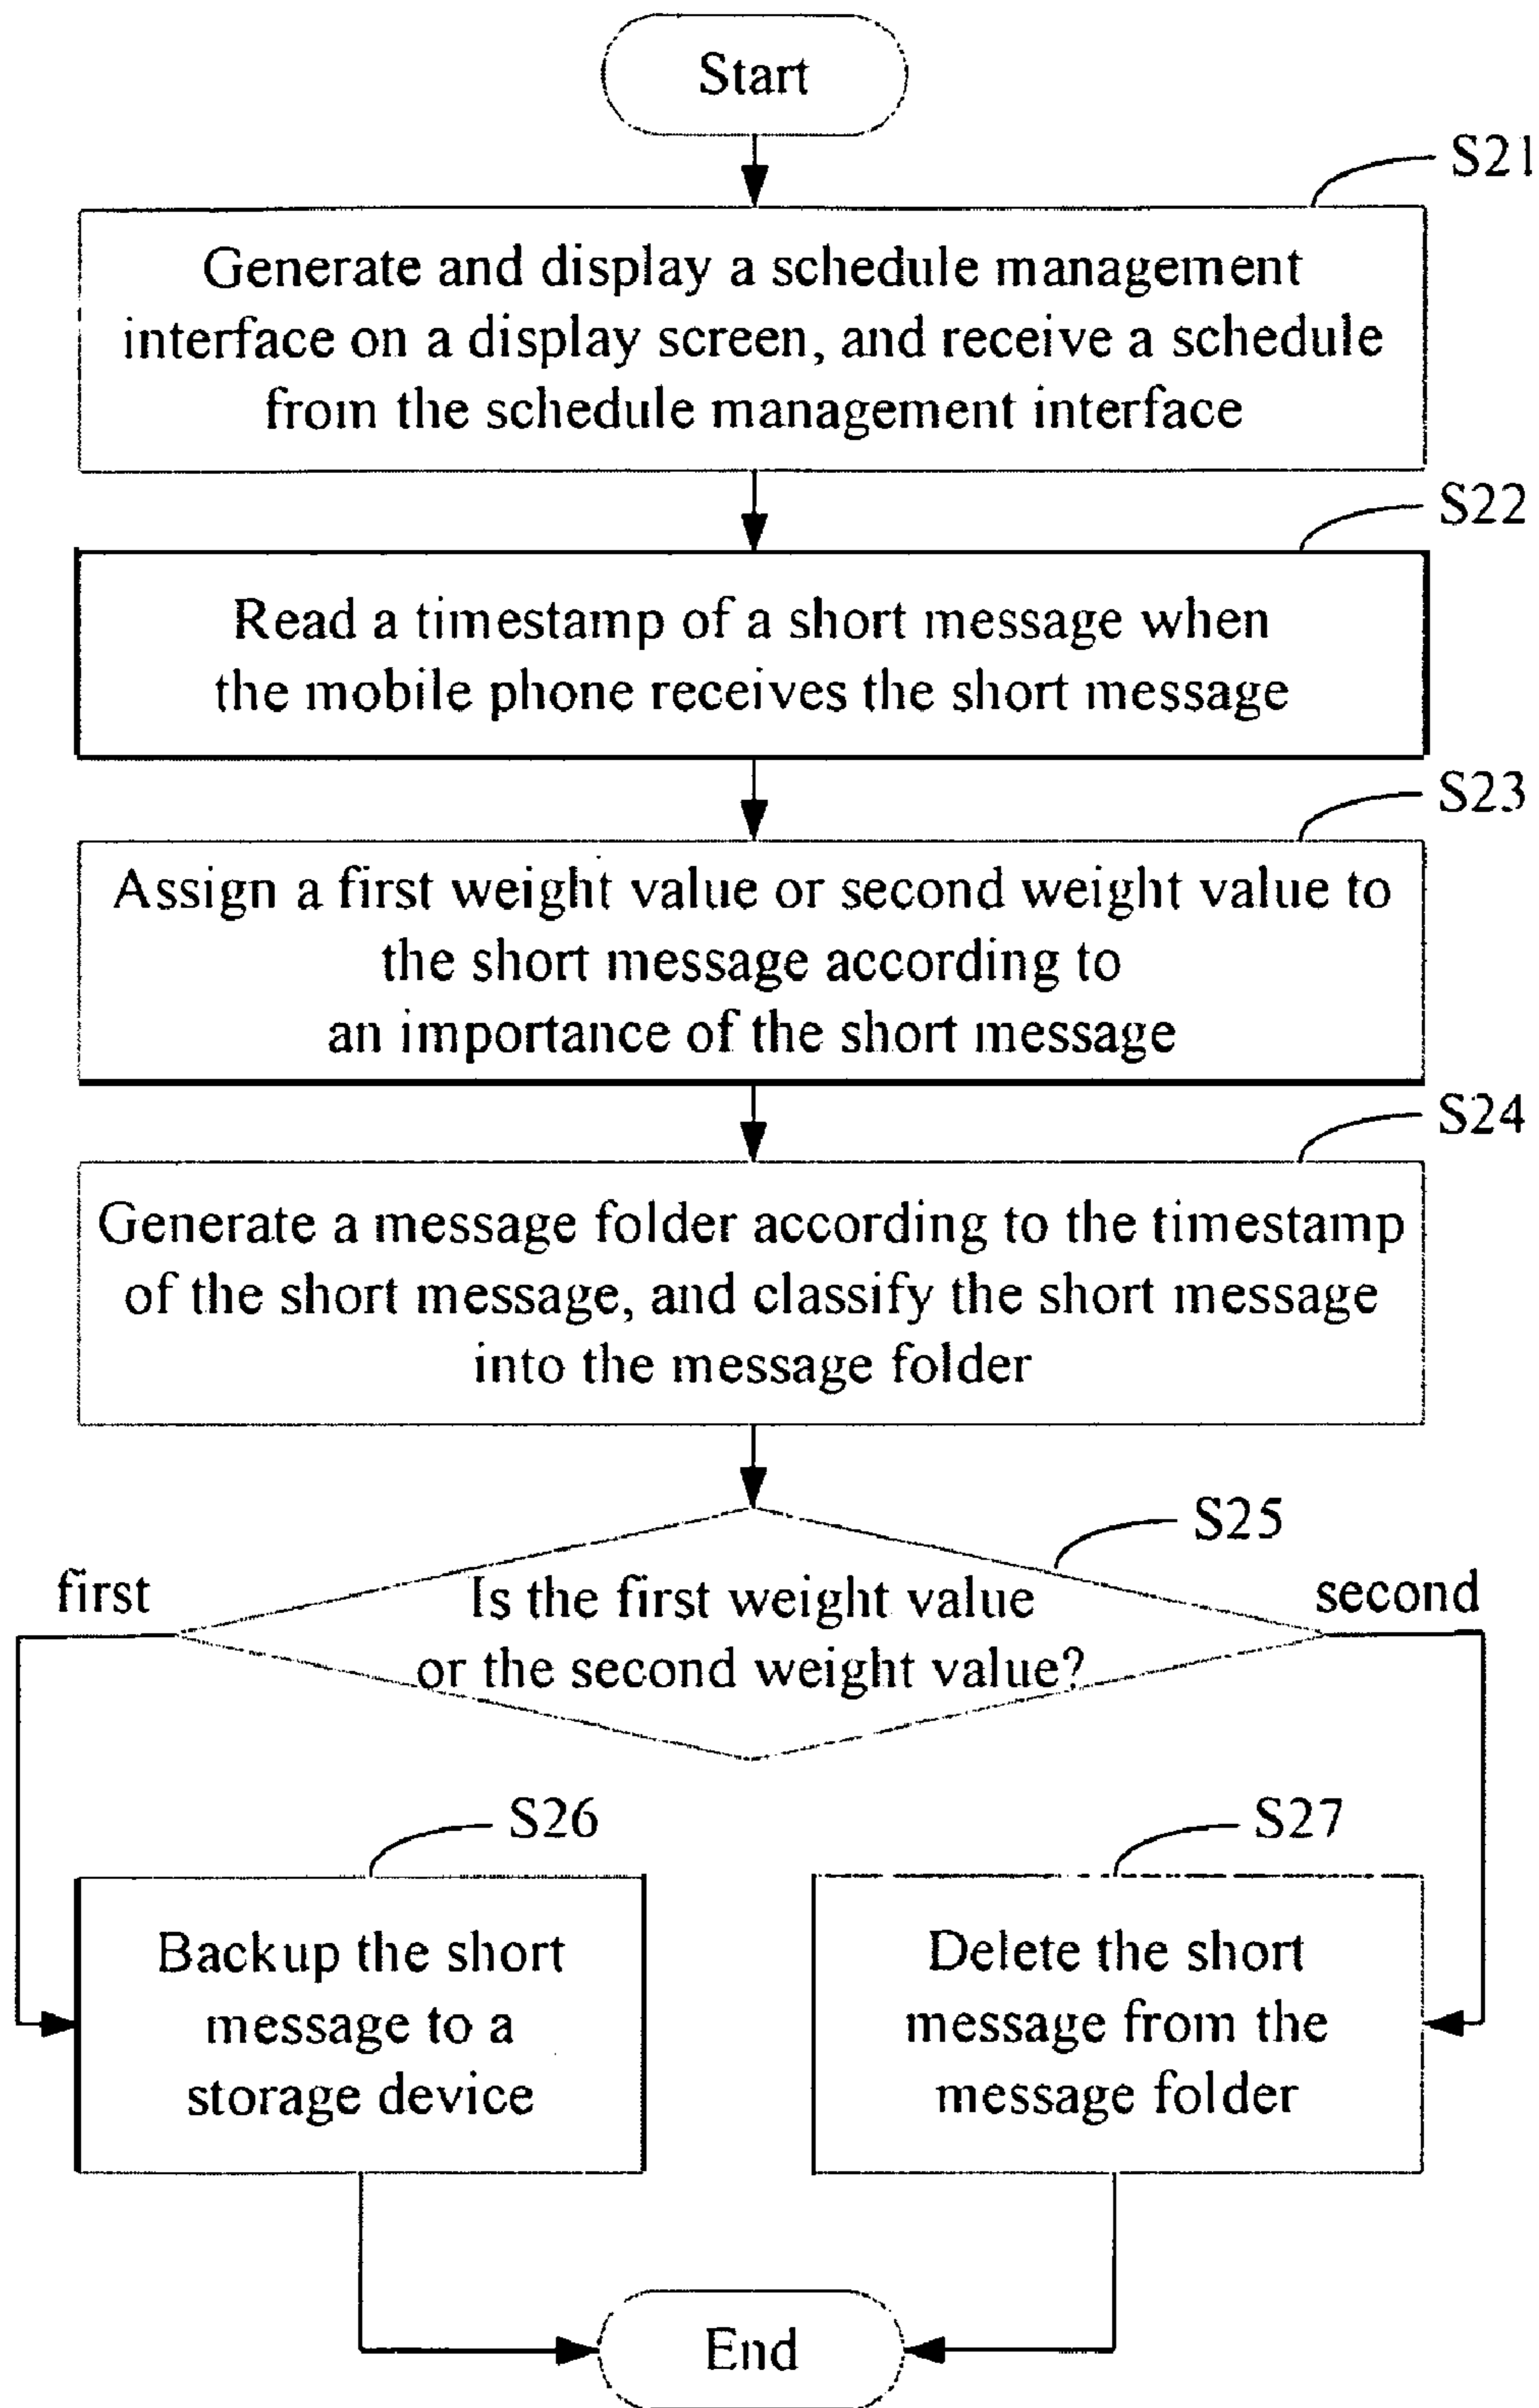 Start
S21
Generate and display a schedule management
interface on a display screen, and receive a schedule
from the schedule management interface
S22
Read a timestamp of a short message when
the mobile phone receives the short message
S23
Assign a first weight value or second weight value to
the short message according to
an importance of the short message
S24
Generate a message folder according to the timestamp
of the short message, and classify the short message
into the message folder
S25
first
Is the first weight value
or the second weight value?
second
S26
Backup the short
message to a
storage device
S27
Delete the short
message from the
message folder
End